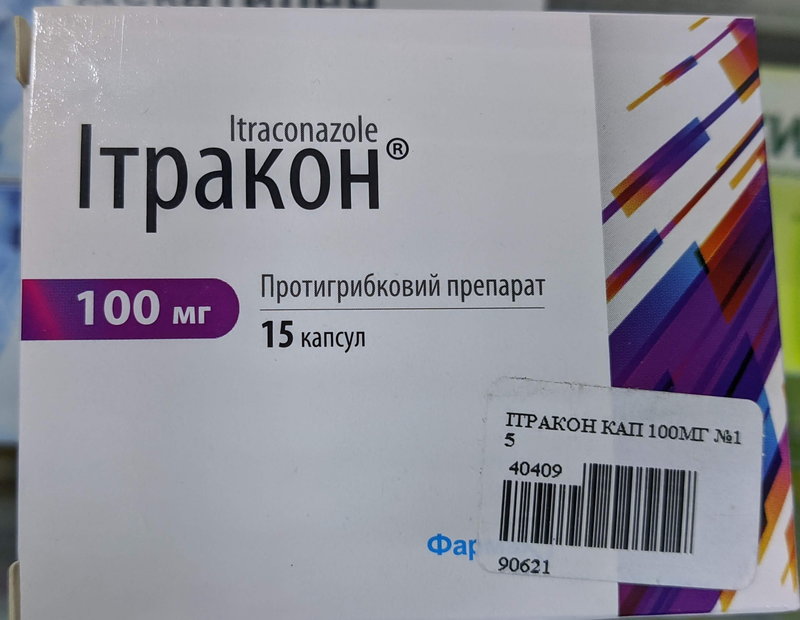 Itraconazole
Ітракон®
100 мг
Протигрибковий препарат
15 капсул
ІТРАКОН КАП 100МГ №1
5
40409
90621